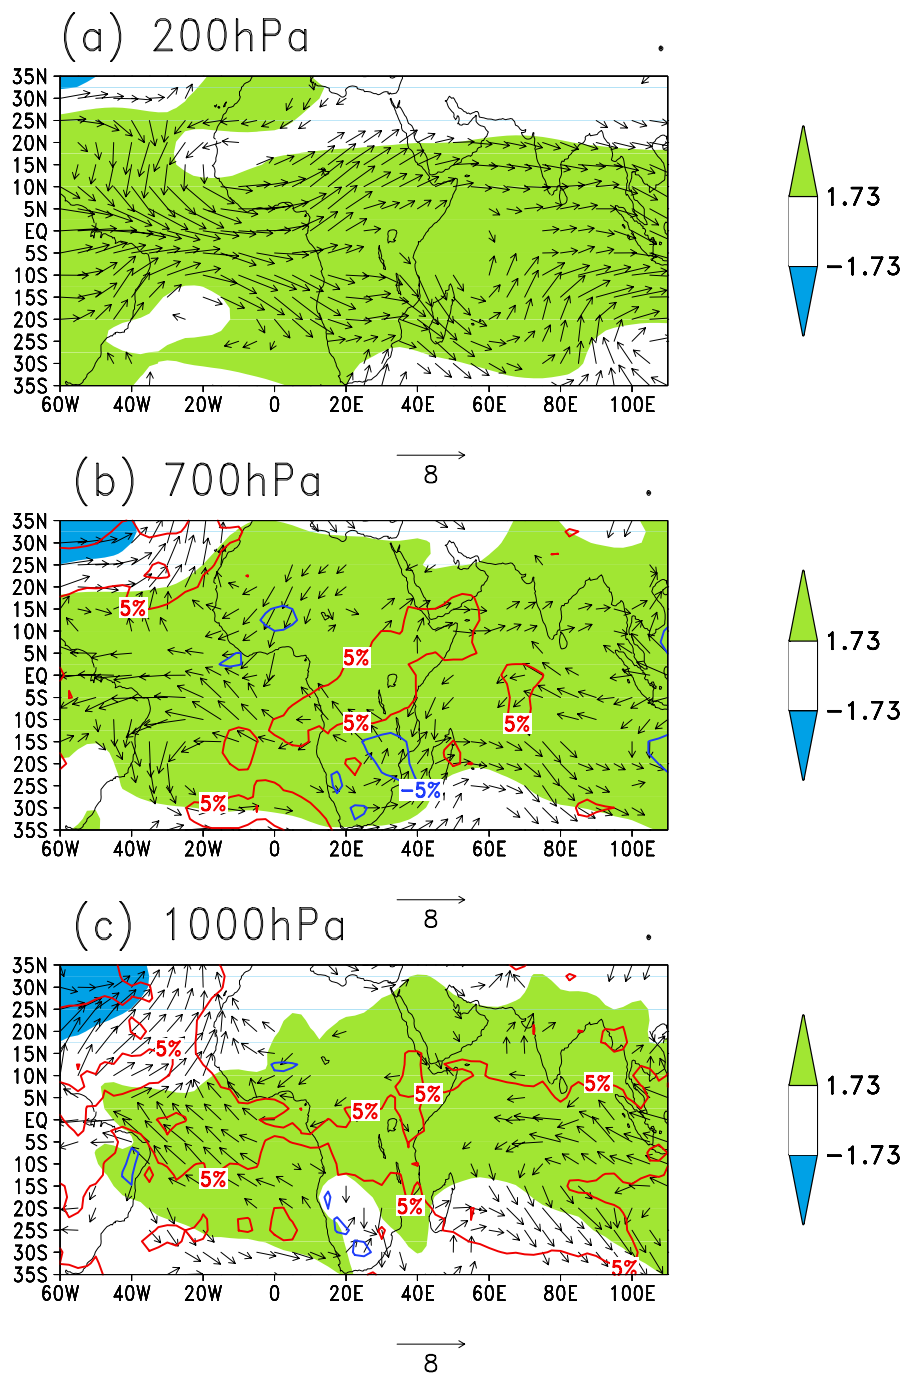 (a) 200hPa
35N
30N
25N
20N
15N
10N
5N
EQ
5S
10S
15S
20S
25S
30S
35S
60W 40W 20W 0 20E 40E 60E 80E 100E
8
1.73
-1.73
(b) 700hPa
35N
30N
25N
20N
15N
10N
5N
EQ
5S
10S
15S
20S
25S
30S
35S
5%
5%
5%
5%
-5%
5%
60W 40W 20W 0 20E 40E 60E 80E 100E
8
1.73
-1.73
(c) 1000hPa
35N
30N
25N
20N
15N
10N
5N
EQ
5S
10S
15S
20S
25S
30S
35S
5%
5%
5%
5%
5%
5%
5%
60W 40W 20W 0 20E 40E 60E 80E 100E
8
1.73
-1.73